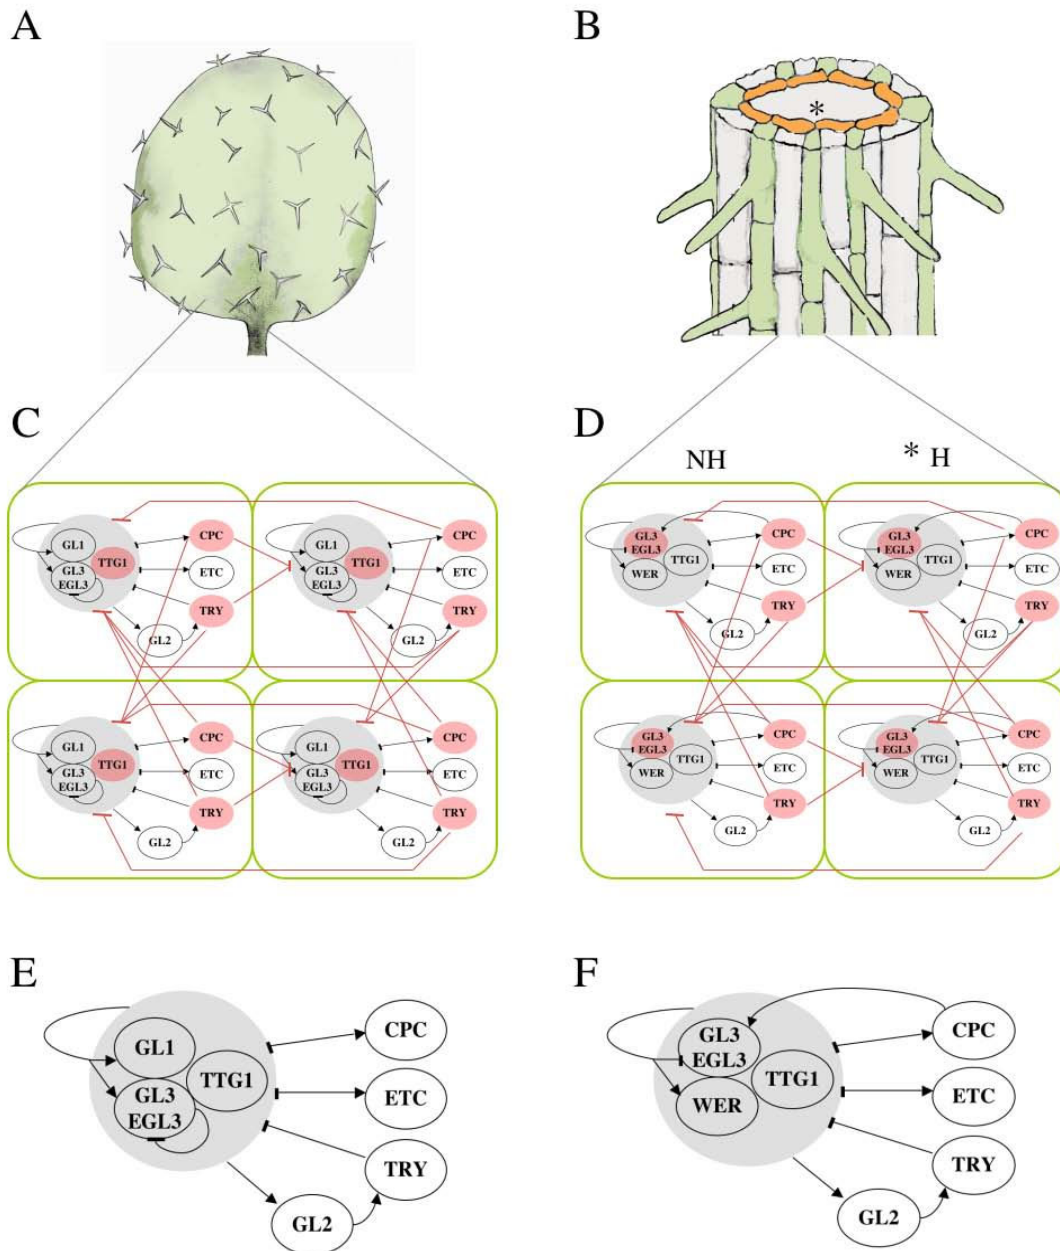 A
B
*
C
D
NH
* H
GL1
TTG1
GL3
EGL3
CPC
ETC
TRY
GL2
GL1
TTG1
GL3
EGL3
CPC
ETC
TRY
GL2
GL3
EGL3
TTG1
WER
CPC
ETC
TRY
GL2
GL3
EGL3
TTG1
WER
CPC
ETC
TRY
GL2
GL1
TTG1
GL3
EGL3
CPC
ETC
TRY
GL2
GL1
TTG1
GL3
EGL3
CPC
ETC
TRY
GL2
GL3
EGL3
TTG1
WER
CPC
ETC
TRY
GL2
GL3
EGL3
TTG1
WER
CPC
ETC
TRY
GL2
E
F
GL1
TTG1
GL3
EGL3
CPC
ETC
TRY
GL2
GL3
EGL3
TTG1
WER
CPC
ETC
TRY
GL2